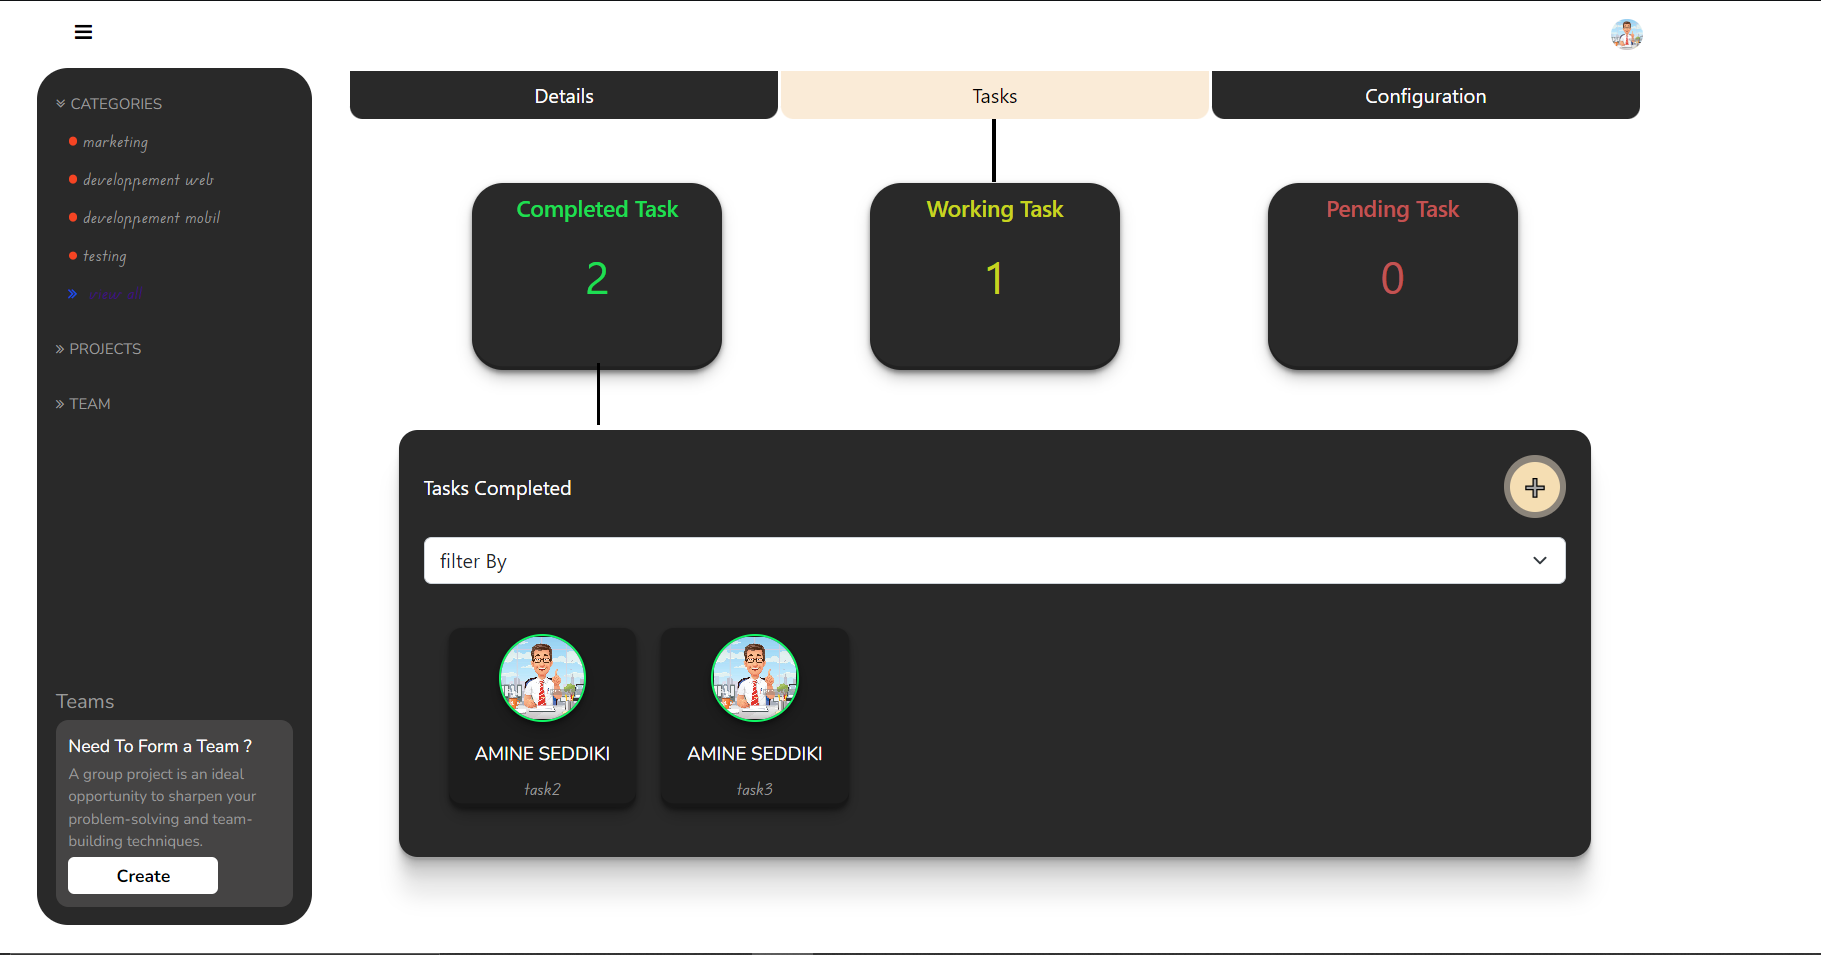 CATEGORIES
marketing
developpement web
developpement mobil
testing
PROJECTS
TEAM
Teams
Need To Form a Team ?
A group project is an ideal
opportunity to sharpen your
problem-solving and team-
building techniques.
Create
Details
Tasks
Configuration
Completed Task
2
Working Task
1
Pending Task
0
Tasks Completed
filter By
AMINE SEDDIKI
task2
AMINE SEDDIKI
task3